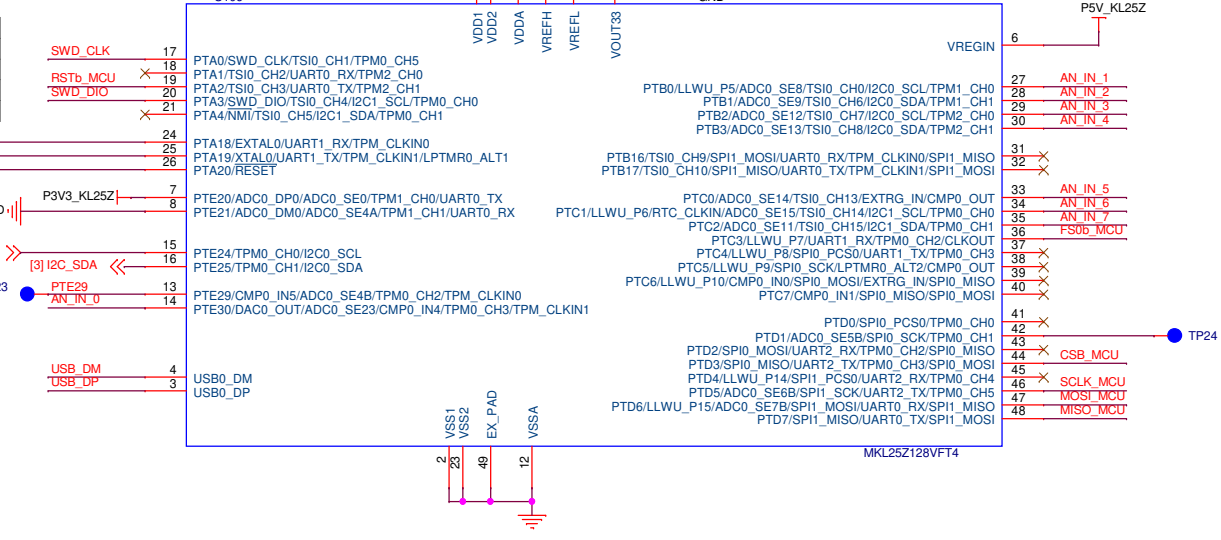 GND
P5V_KL25Z
VDD1
VDD2
VDDA
VREFH
VREFL
VOUT33
VREGIN
6
SWD_CLK
17
PTA0/SWD_CLK/TSI0_CH1/TPM0_CH5
18
PTA1/TSI0_CH2/UART0_RX/TPM2_CH0
RSTb_MCU
19
PTA2/TSI0_CH3/UART0_TX/TPM2_CH1
SWD_DIO
20
PTA3/SWD_DIO/TSI0_CH4/I2C1_SCL/TPM0_CH0
21
PTA4/NMI/TSI0_CH5/I2C1_SDA/TPM0_CH1
24
PTA18/EXTAL0/UART1_RX/TPM_CLKIN0
25
PTA19/XTAL0/UART1_TX/TPM_CLKIN1/LPTMR0_ALT1
26
PTA20/RESET
P3V3_KL25Z
7
PTE20/ADC0_DP0/ADC0_SE0/TPM1_CH0/UART0_TX
8
PTE21/ADC0_DM0/ADC0_SE4A/TPM1_CH1/UART0_RX
15
PTE24/TPM0_CH0/I2C0_SCL
[3] I2C_SDA
16
PTE25/TPM0_CH1/I2C0_SDA
PTE29
13
PTE29/CMP0_IN5/ADC0_SE4B/TPM0_CH2/TPM_CLKIN0
AN_IN_0
14
PTE30/DAC0_OUT/ADC0_SE23/CMP0_IN4/TPM0_CH3/TPM_CLKIN1
USB_DM
4
USB0_DM
USB_DP
3
USB0_DP
PTB0/LLWU_P5/ADC0_SE8/TSI0_CH0/I2C0_SCL/TPM1_CH0
27
AN_IN_1
PTB1/ADC0_SE9/TSI0_CH6/I2C0_SDA/TPM1_CH1
28
AN_IN_2
PTB2/ADC0_SE12/TSI0_CH7/I2C0_SCL/TPM2_CH0
29
AN_IN_3
PTB3/ADC0_SE13/TSI0_CH8/I2C0_SDA/TPM2_CH1
30
AN_IN_4
PTB16/TSI0_CH9/SPI1_MOSI/UART0_RX/TPM_CLKIN0/SPI1_MISO
31
PTB17/TSI0_CH10/SPI1_MISO/UART0_TX/TPM_CLKIN1/SPI1_MOSI
32
PTC0/ADC0_SE14/TSI0_CH13/EXTRG_IN/CMP0_OUT
33
AN_IN_5
PTC1/LLWU_P6/RTC_CLKIN/ADC0_SE15/TSI0_CH14/I2C1_SCL/TPM0_CH0
34
AN_IN_6
PTC2/ADC0_SE11/TSI0_CH15/I2C1_SDA/TPM0_CH1
35
AN_IN_7
PTC3/LLWU_P7/UART1_RX/TPM0_CH2/CLKOUT
36
FS0b_MCU
PTC4/LLWU_P8/SPI0_PCS0/UART1_TX/TPM0_CH3
37
PTC5/LLWU_P9/SPI0_SCK/LPTMR0_ALT2/CMP0_OUT
38
PTC6/LLWU_P10/CMP0_IN0/SPI0_MOSI/EXTRG_IN/SPI0_MISO
39
PTC7/CMP0_IN1/SPI0_MISO/SPI0_MOSI
40
PTD0/SPI0_PCS0/TPM0_CH0
41
PTD1/ADC0_SE5B/SPI0_SCK/TPM0_CH1
42
TP24
PTD2/SPI0_MOSI/UART2_RX/TPM0_CH2/SPI0_MISO
43
PTD3/SPI0_MISO/UART2_TX/TPM0_CH3/SPI0_MOSI
44
CSB_MCU
PTD4/LLWU_P14/SPI1_PCS0/UART2_RX/TPM0_CH4
45
PTD5/ADC0_SE6B/SPI1_SCK/UART2_TX/TPM0_CH5
46
SCLK_MCU
PTD6/LLWU_P15/ADC0_SE7B/SPI1_MOSI/UART0_RX/SPI1_MISO
47
MOSI_MCU
PTD7/SPI1_MISO/UART0_TX/SPI1_MOSI
48
MISO_MCU
VSS1
VSS2
EX_PAD
VSSA
2
23
49
12
MKL25Z128VFT4